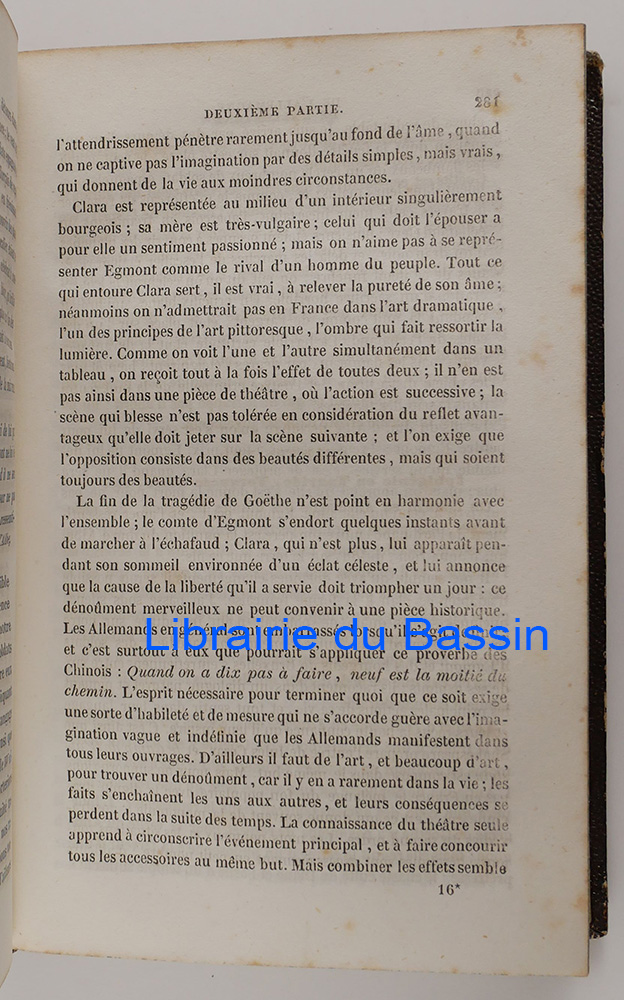 DEUXIÈME PARTIE. 281
l'attendrissement pénètre rarement jusqu'au fond de l'âme, quand
on ne captive pas l'imagination par des détails simples, mais vrais,
qui donnent de la vie aux moindres circonstances.
Clara est représentée au milieu d'un intérieur singulièrement
bourgeois ; sa mère est très-vulgaire ; celui qui doit l'épouser a
pour elle un sentiment passionné ; mais on n'aime pas à se repré-
senter Egmont comme le rival d'un homme du peuple. Tout ce
qui entoure Clara sert, il est vrai, à relever la pureté de son âme ;
néanmoins on n'admettrait pas en France dans l'art dramatique,
l'un des principes de l'art pittoresque, l'ombre qui fait ressortir la
lumière. Comme on voit l'une et l'autre simultanément dans un
tableau, on reçoit tout à la fois l'effet de toutes deux ; il n'en est
pas ainsi dans une pièce de théâtre, où l'action est successive ; la
scène qui blesse n'est pas tolérée en considération du reflet avan-
tageux qu'elle doit jeter sur la scène suivante ; et l'on exige que
l'opposition consiste dans des beautés différentes, mais qui soient
toujours des beautés.
La fin de la tragédie de Goëthe n'est point en harmonie avec
l'ensemble ; le comte d'Egmont s'endort quelques instants avant
de marcher à l'échafaud ; Clara, qui n'est plus, lui apparaît pen-
dant son sommeil environnée d'un éclat céleste, et lui annonce
que la cause de la liberté qu'il a servie doit triompher un jour : ce
dénoûment merveilleux ne peut convenir à une pièce historique.
Les Allemands en général sont embarrassés lorsqu'il s'agit
Librairie du Bassin
et c'est surtout à eux que pourrait s'appliquer ce proverbe des
Chinois : Quand on a dix pas à faire, neuf est la moitié du
chemin. L'esprit nécessaire pour terminer quoi que ce soit exige
une sorte d'habileté et de mesure qui ne s'accorde guère avec l'ima-
gination vague et indéfinie que les Allemands manifestent dans
tous leurs ouvrages. D'ailleurs il faut de l'art, et beaucoup d'art,
pour trouver un dénoûment, car il y en a rarement dans la vie ; les
faits s'enchaînent les uns aux autres, et leurs conséquences se
perdent dans la suite des temps. La connaissance du théâtre seule
apprend à circonscrire l'événement principal, et à faire concourir
tous les accessoires au même but. Mais combiner les effets semble
16*